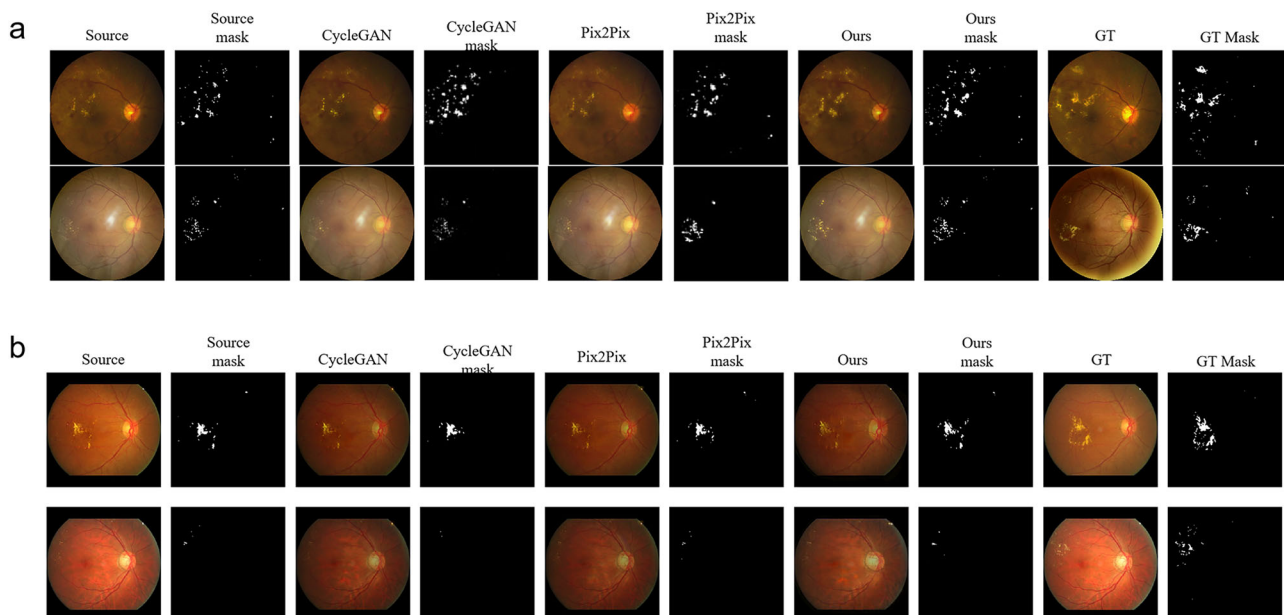 a
Source
Source
mask
CycleGAN
CycleGAN
mask
Pix2Pix
Pix2Pix
mask
Ours
Ours
mask
GT
GT Mask
b
Source
Source
mask
CycleGAN
CycleGAN
mask
Pix2Pix
Pix2Pix
mask
Ours
Ours
mask
GT
GT Mask